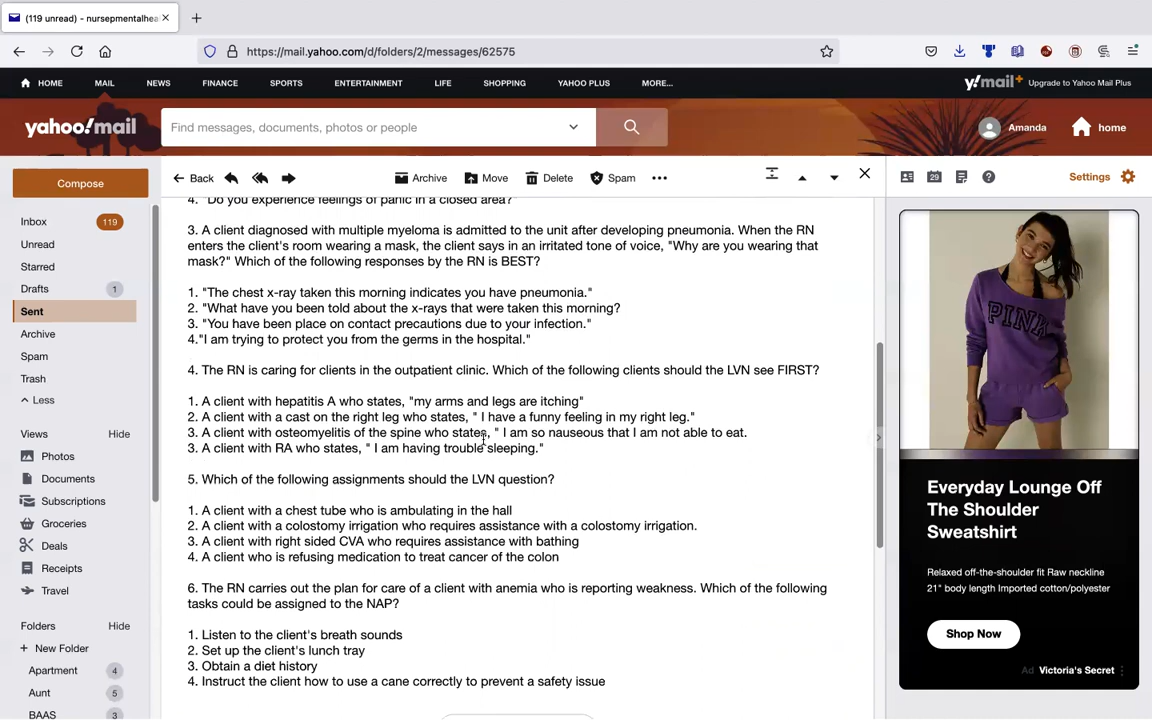 (119 unread) - nursepmentalhea
https://mail.yahoo.com/d/folders/2/messages/62575
HOME MAIL NEWS FINANCE SPORTS ENTERTAINMENT LIFE SHOPPING YAHOO PLUS MORE... y!mail+ Upgrade to Yahoo Mail Plus
yahoo!mail Find messages, documents, photos or people Amanda home
Compose
Back Archive Move Delete Spam ••• Settings
Inbox 119
Unread
Starred
Drafts 1
Sent
Archive
Spam
Trash
Less
Views Hide
Photos
Documents
Subscriptions
Groceries
Deals
Receipts
Travel
Folders Hide
+ New Folder
Apartment 4
Aunt 5
BAAS 3
4. "Do you experience feelings of panic in a closed area?"
3. A client diagnosed with multiple myeloma is admitted to the unit after developing pneumonia. When the RN
enters the client's room wearing a mask, the client says in an irritated tone of voice, "Why are you wearing that
mask?" Which of the following responses by the RN is BEST?
1. "The chest x-ray taken this morning indicates you have pneumonia."
2. "What have you been told about the x-rays that were taken this morning?
3. "You have been place on contact precautions due to your infection."
4."I am trying to protect you from the germs in the hospital."
4. The RN is caring for clients in the outpatient clinic. Which of the following clients should the LVN see FIRST?
1. A client with hepatitis A who states, "my arms and legs are itching"
2. A client with a cast on the right leg who states, " I have a funny feeling in my right leg."
3. A client with osteomyelitis of the spine who states, " I am so nauseous that I am not able to eat.
3. A client with RA who states, " I am having trouble sleeping."
5. Which of the following assignments should the LVN question?
1. A client with a chest tube who is ambulating in the hall
2. A client with a colostomy irrigation who requires assistance with a colostomy irrigation.
3. A client with right sided CVA who requires assistance with bathing
4. A client who is refusing medication to treat cancer of the colon
6. The RN carries out the plan for care of a client with anemia who is reporting weakness. Which of the following
tasks could be assigned to the NAP?
1. Listen to the client's breath sounds
2. Set up the client's lunch tray
3. Obtain a diet history
4. Instruct the client how to use a cane correctly to prevent a safety issue
PINK
Everyday Lounge Off
The Shoulder
Sweatshirt
Relaxed off-the-shoulder fit Raw neckline
21" body length Imported cotton/polyester
Shop Now
Ad Victoria's Secret